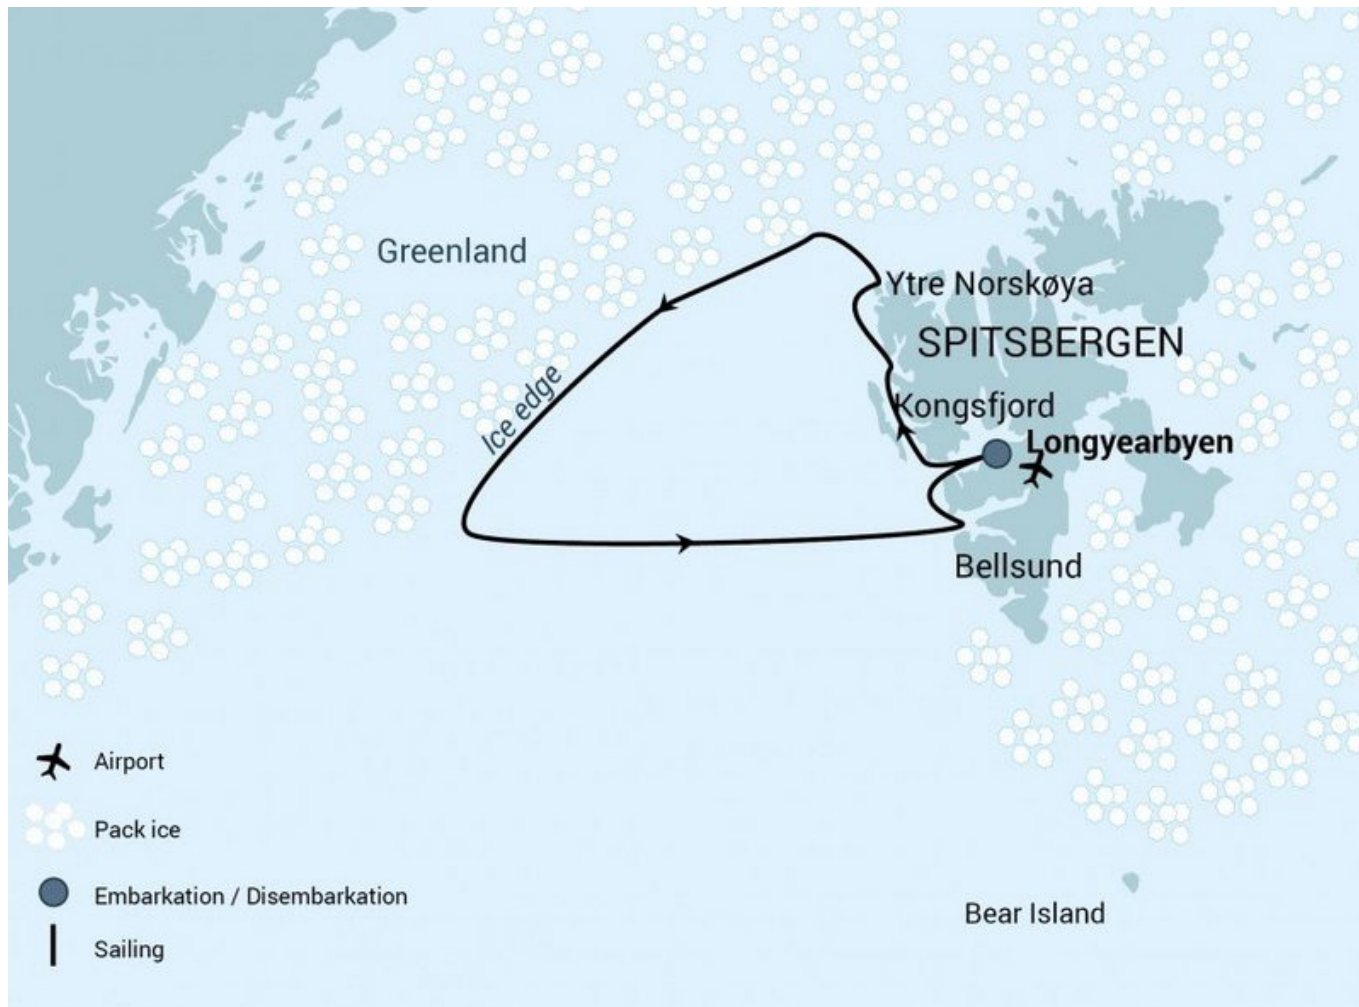 Greenland
Ytre Norskøya
SPITSBERGEN
Ice edge
Kongsfjord
Longyearbyen
Bellsund
Airport
Pack ice
Embarkation / Disembarkation
Bear Island
Sailing